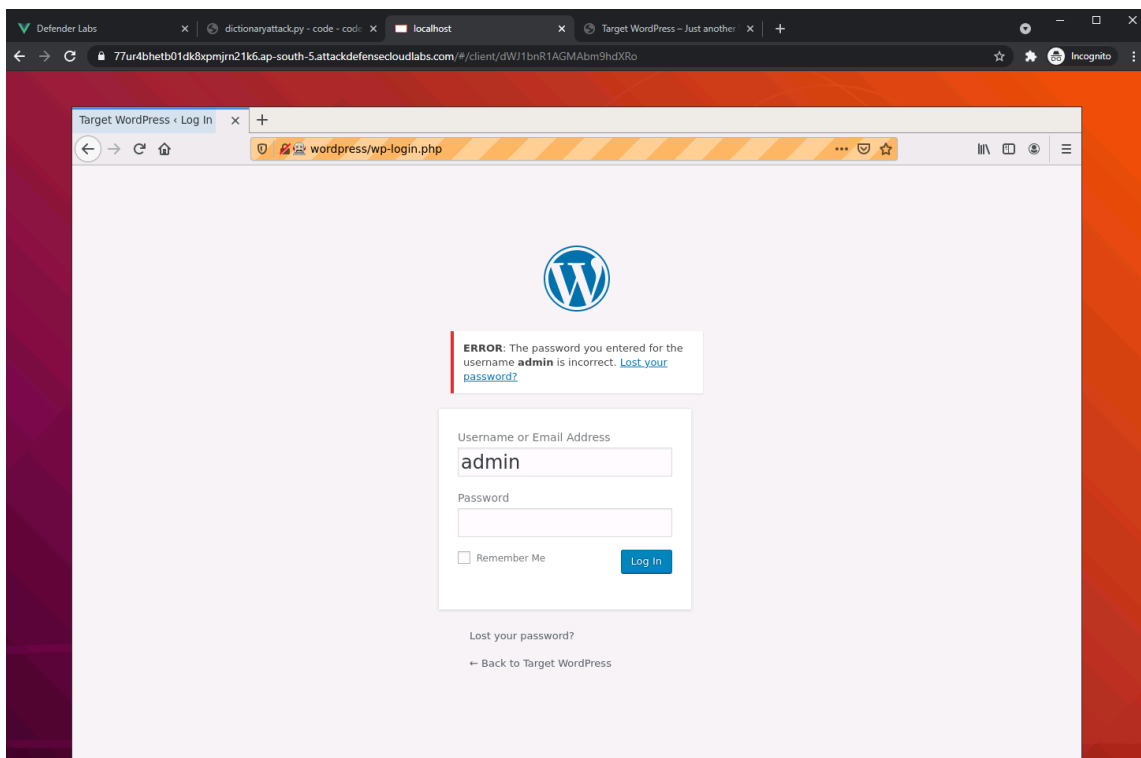 Defender Labs
dictionaryattack.py - code - code
localhost
Target WordPress – Just another
77ur4bhetb01dk8xpmjrn21k6.ap-south-5.attackdefensecloudlabs.com/#/client/dWJ1bnR1AGMAbm9hdXRo
Incognito
Target WordPress ‹ Log In
wordpress/wp-login.php
ERROR: The password you entered for the
username admin is incorrect. Lost your
password?
Username or Email Address
admin
Password
Remember Me
Log In
Lost your password?
← Back to Target WordPress